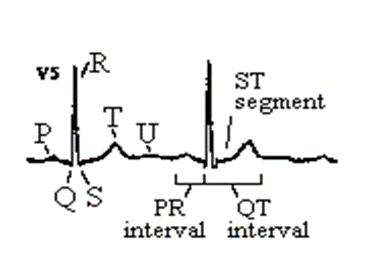 V5
R
ST
segment
P
T
U
Q
S
PR
interval
QT
interval